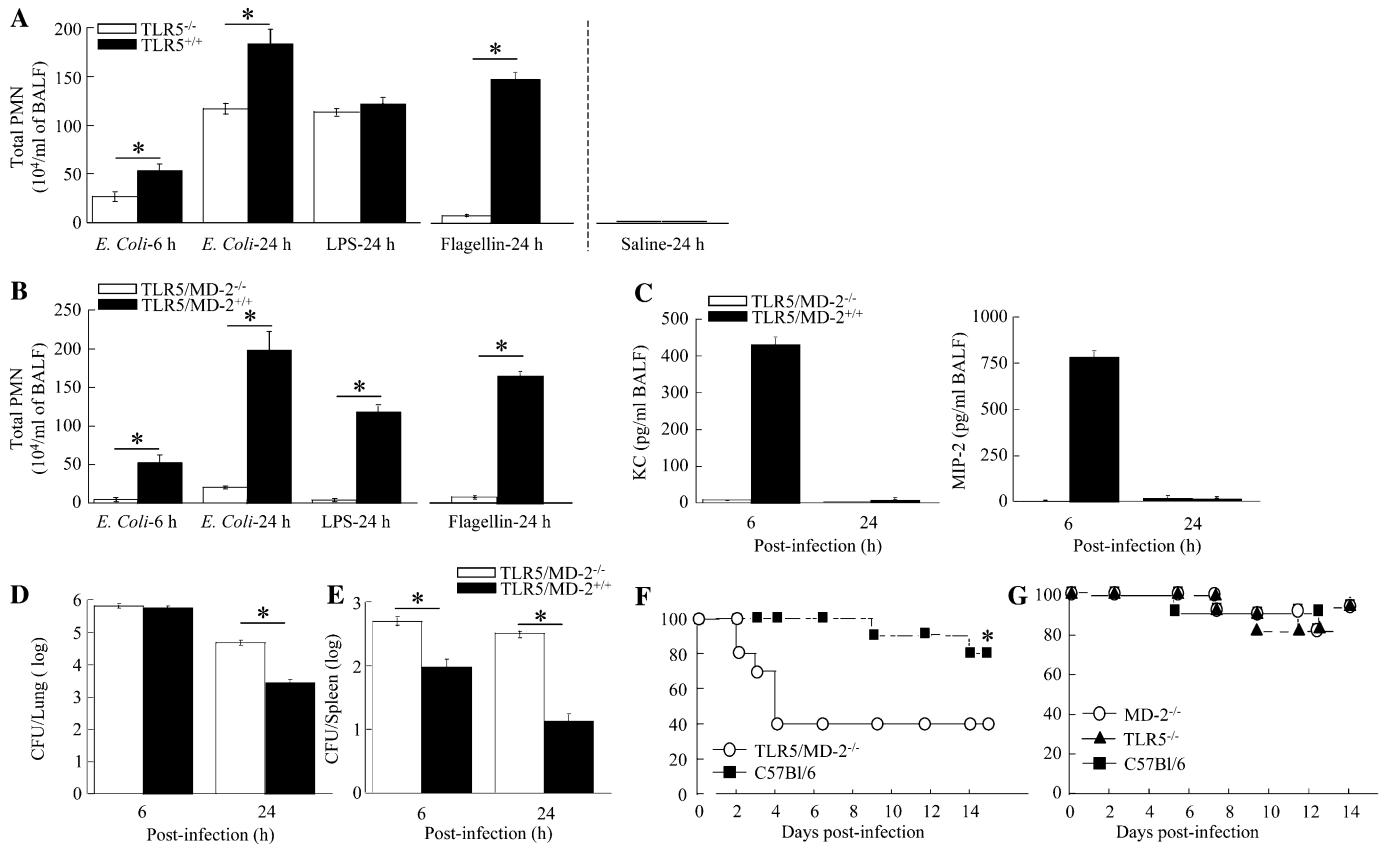 A
TLR5-/-
TLR5+/+
Total PMN
(10⁴/ml of BALF)
200
150
100
50
0
*
*
*
E. Coli-6 h
E. Coli-24 h
LPS-24 h
Flagellin-24 h
Saline-24 h
B
TLR5/MD-2-/-
TLR5/MD-2+/+
Total PMN
(10⁴/ml of BALF)
250
200
150
100
50
0
*
*
*
*
E. Coli-6 h
E. Coli-24 h
LPS-24 h
Flagellin-24 h
C
TLR5/MD-2-/-
TLR5/MD-2+/+
KC (pg/ml BALF)
500
400
300
200
100
0
6
24
Post-infection (h)
MIP-2 (pg/ml BALF)
1000
750
500
250
0
6
24
Post-infection (h)
D
CFU/Lung ( log)
6
5
4
3
2
1
0
*
6
24
Post-infection (h)
E
TLR5/MD-2-/-
TLR5/MD-2+/+
CFU/Spleen (log)
3
2
1
0
*
*
6
24
Post-infection (h)
F
100
80
60
40
20
0
*
TLR5/MD-2-/-
C57Bl/6
0 2 4 6 8 10 12 14
Days post-infection
G
100
80
60
40
20
0
MD-2-/-
TLR5-/-
C57Bl/6
0 2 4 6 8 10 12 14
Days post-infection